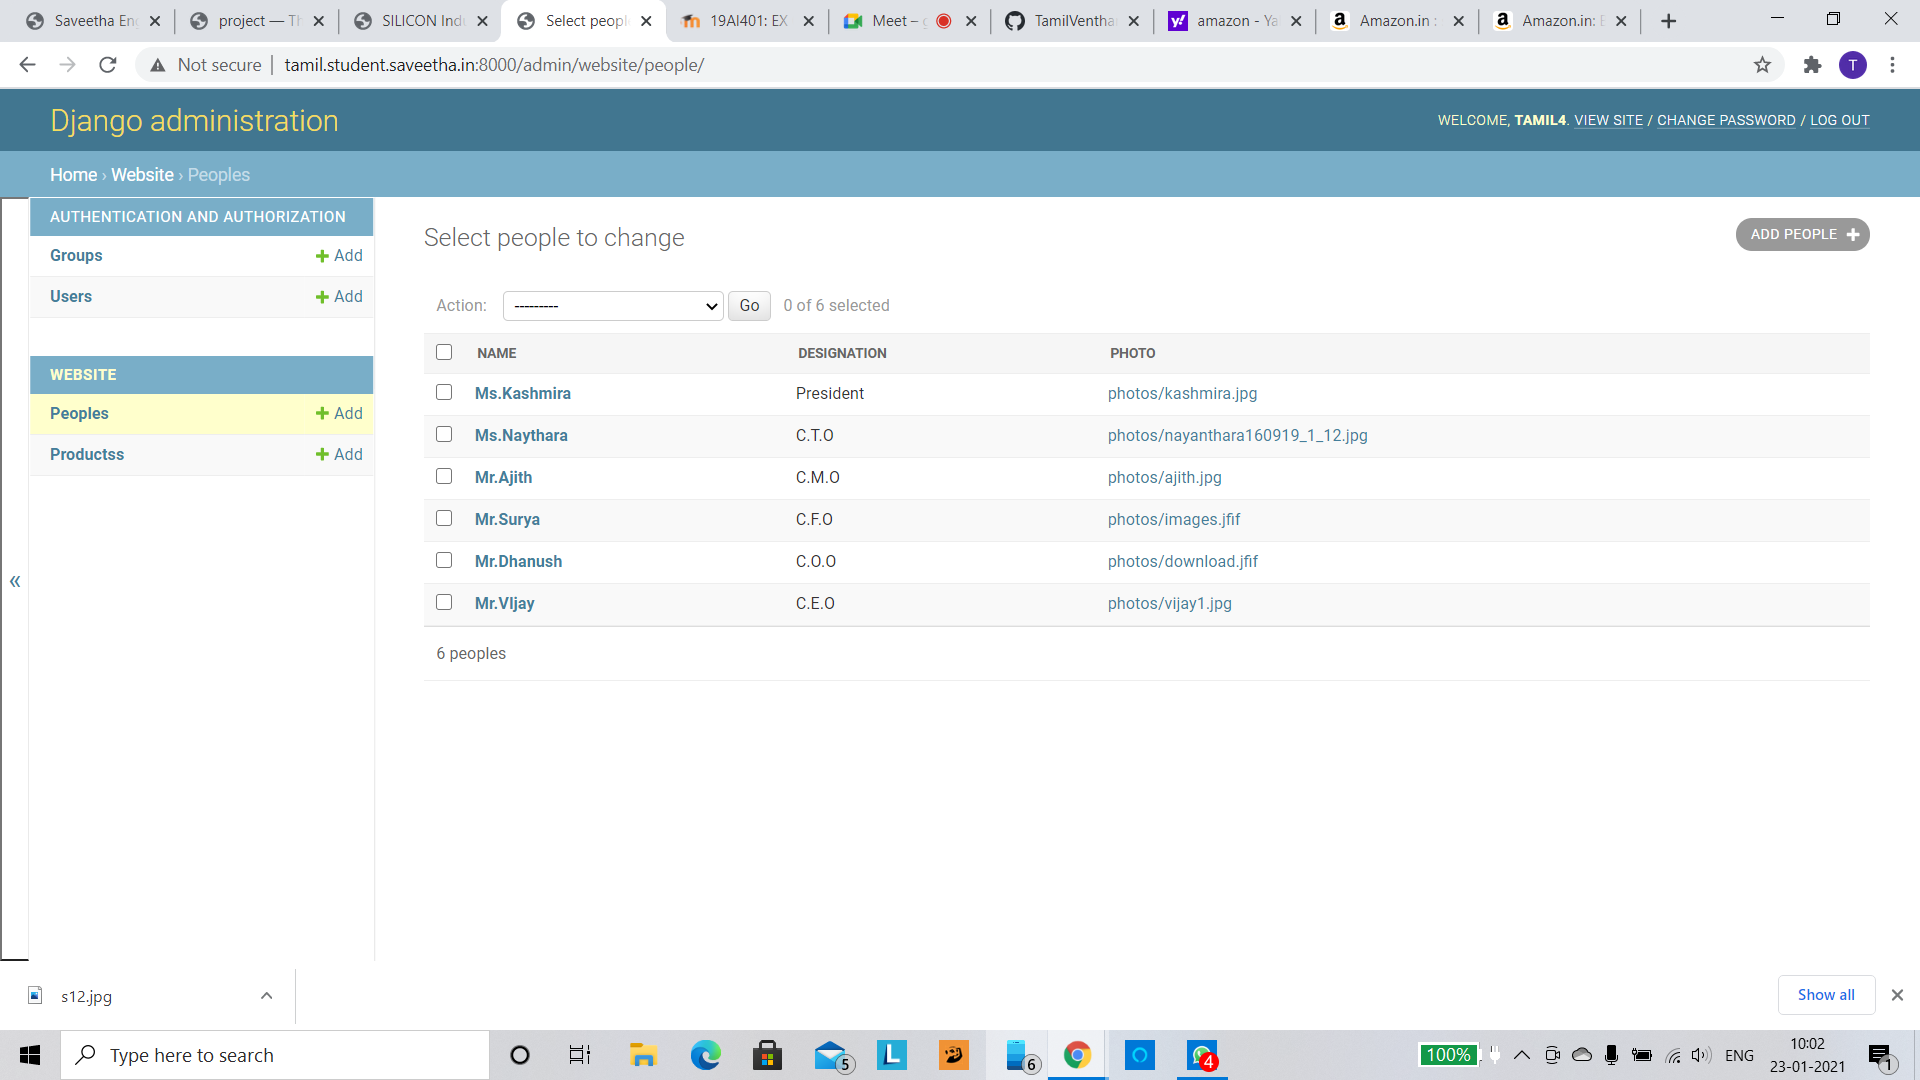 Saveetha En
project — Th
SILICON Ind
Select peopl
19AI401: EX
Meet – g
TamilVentha
amazon - Ya
Amazon.in :
Amazon.in: E
Not secure
tamil.student.saveetha.in:8000/admin/website/people/
T
Django administration
WELCOME, TAMIL4. VIEW SITE / CHANGE PASSWORD / LOG OUT
Home › Website › Peoples
AUTHENTICATION AND AUTHORIZATION
Groups Add
Users Add
WEBSITE
Peoples Add
Productss Add
«
Select people to change
ADD PEOPLE
Action: --------- Go 0 of 6 selected
NAME DESIGNATION PHOTO
Ms.Kashmira President photos/kashmira.jpg
Ms.Naythara C.T.O photos/nayanthara160919_1_12.jpg
Mr.Ajith C.M.O photos/ajith.jpg
Mr.Surya C.F.O photos/images.jfif
Mr.Dhanush C.O.O photos/download.jfif
Mr.VIjay C.E.O photos/vijay1.jpg
6 peoples
s12.jpg
Show all
Type here to search
5
L
6
4
100%
ENG
10:02
23-01-2021
1